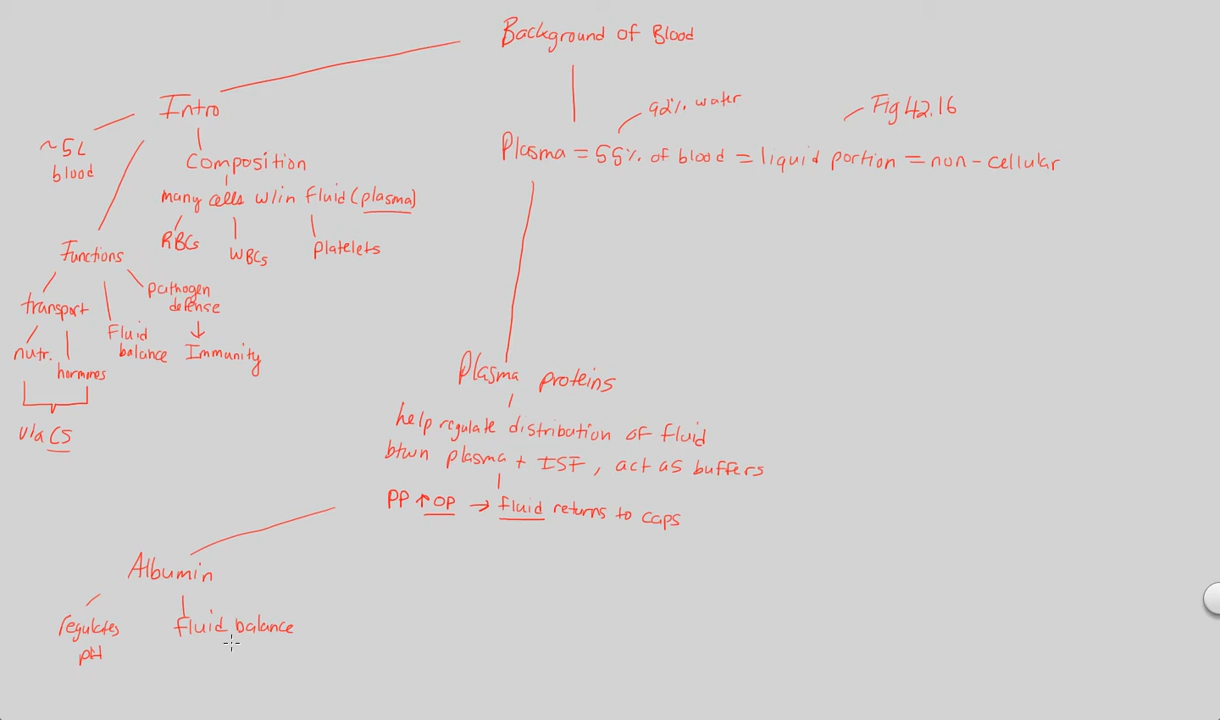 Background of Blood
Intro
~5L
blood
Composition
many cells w/in fluid (plasma)
RBCs
WBCs
Platelets
Functions
transport
nutr.
hormones
via CS
Fluid
balance
pathogen
defense
↓
Immunity
92% water
Fig 42.16
Plasma = 55% of blood = liquid portion = non-cellular
Plasma proteins
help regulate distribution of fluid
btwn plasma + ISF, act as buffers
PP ↑ OP → fluid returns to caps
Albumin
regulates
pH
fluid balance